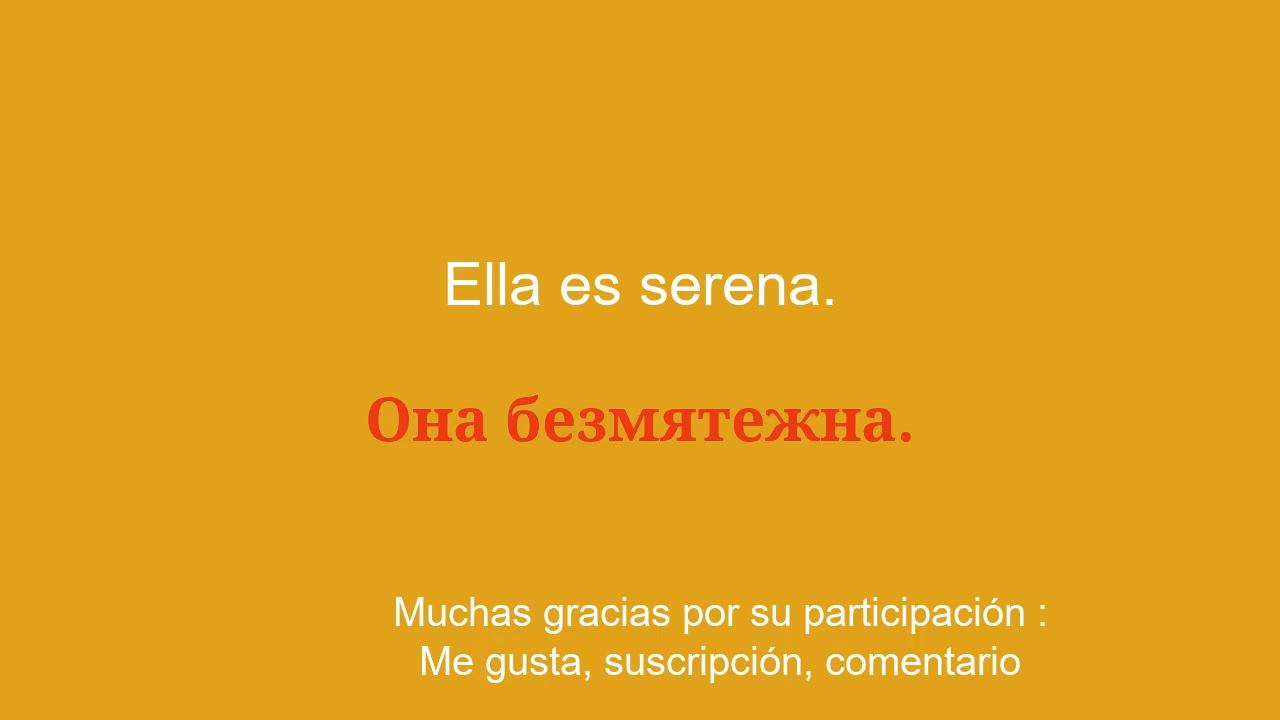 Ella es serena.
Она безмятежна.
Muchas gracias por su participación :
Me gusta, suscripción, comentario